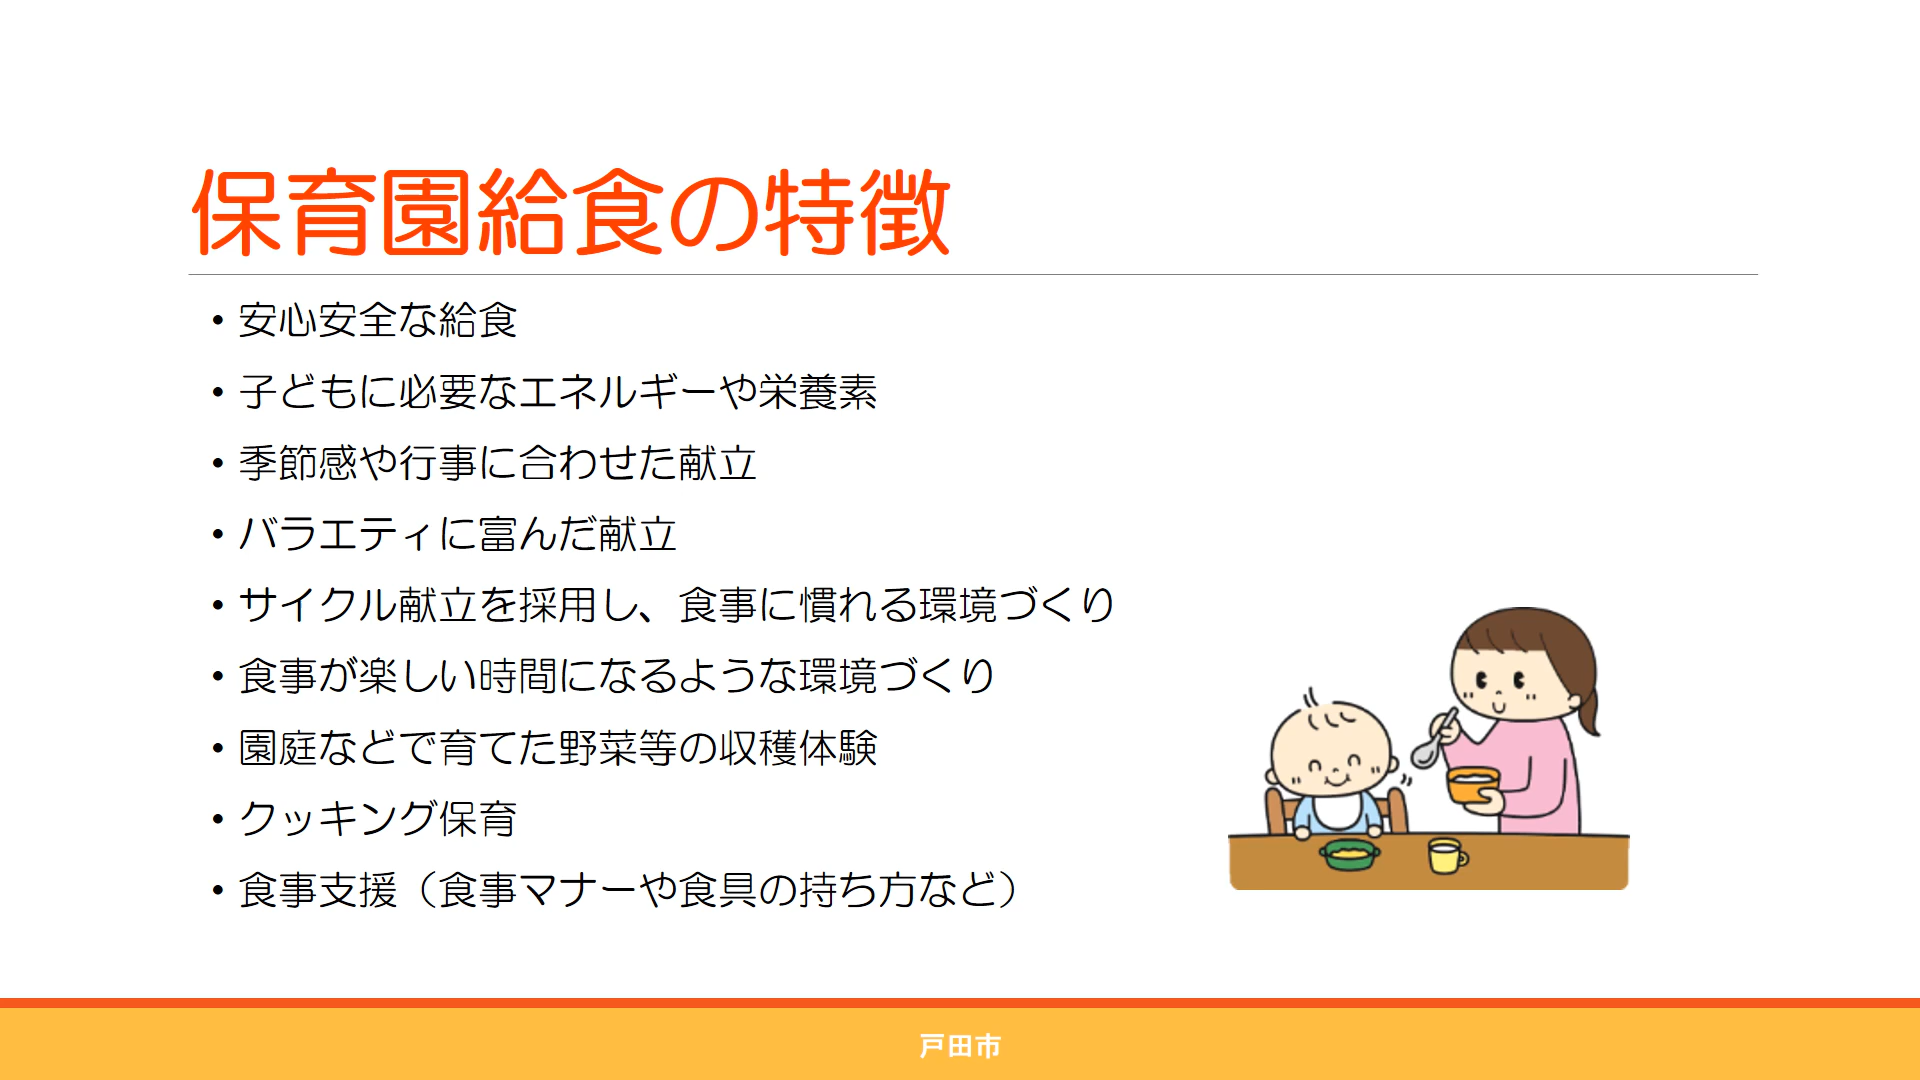 保育園給食の特徴
・安心安全な給食
・子どもに必要なエネルギーや栄養素
・季節感や行事に合わせた献立
・バラエティに富んだ献立
・サイクル献立を採用し、食事に慣れる環境づくり
・食事が楽しい時間になるような環境づくり
・園庭などで育てた野菜等の収穫体験
・クッキング保育
・食事支援（食事マナーや食具の持ち方など）
戸田市